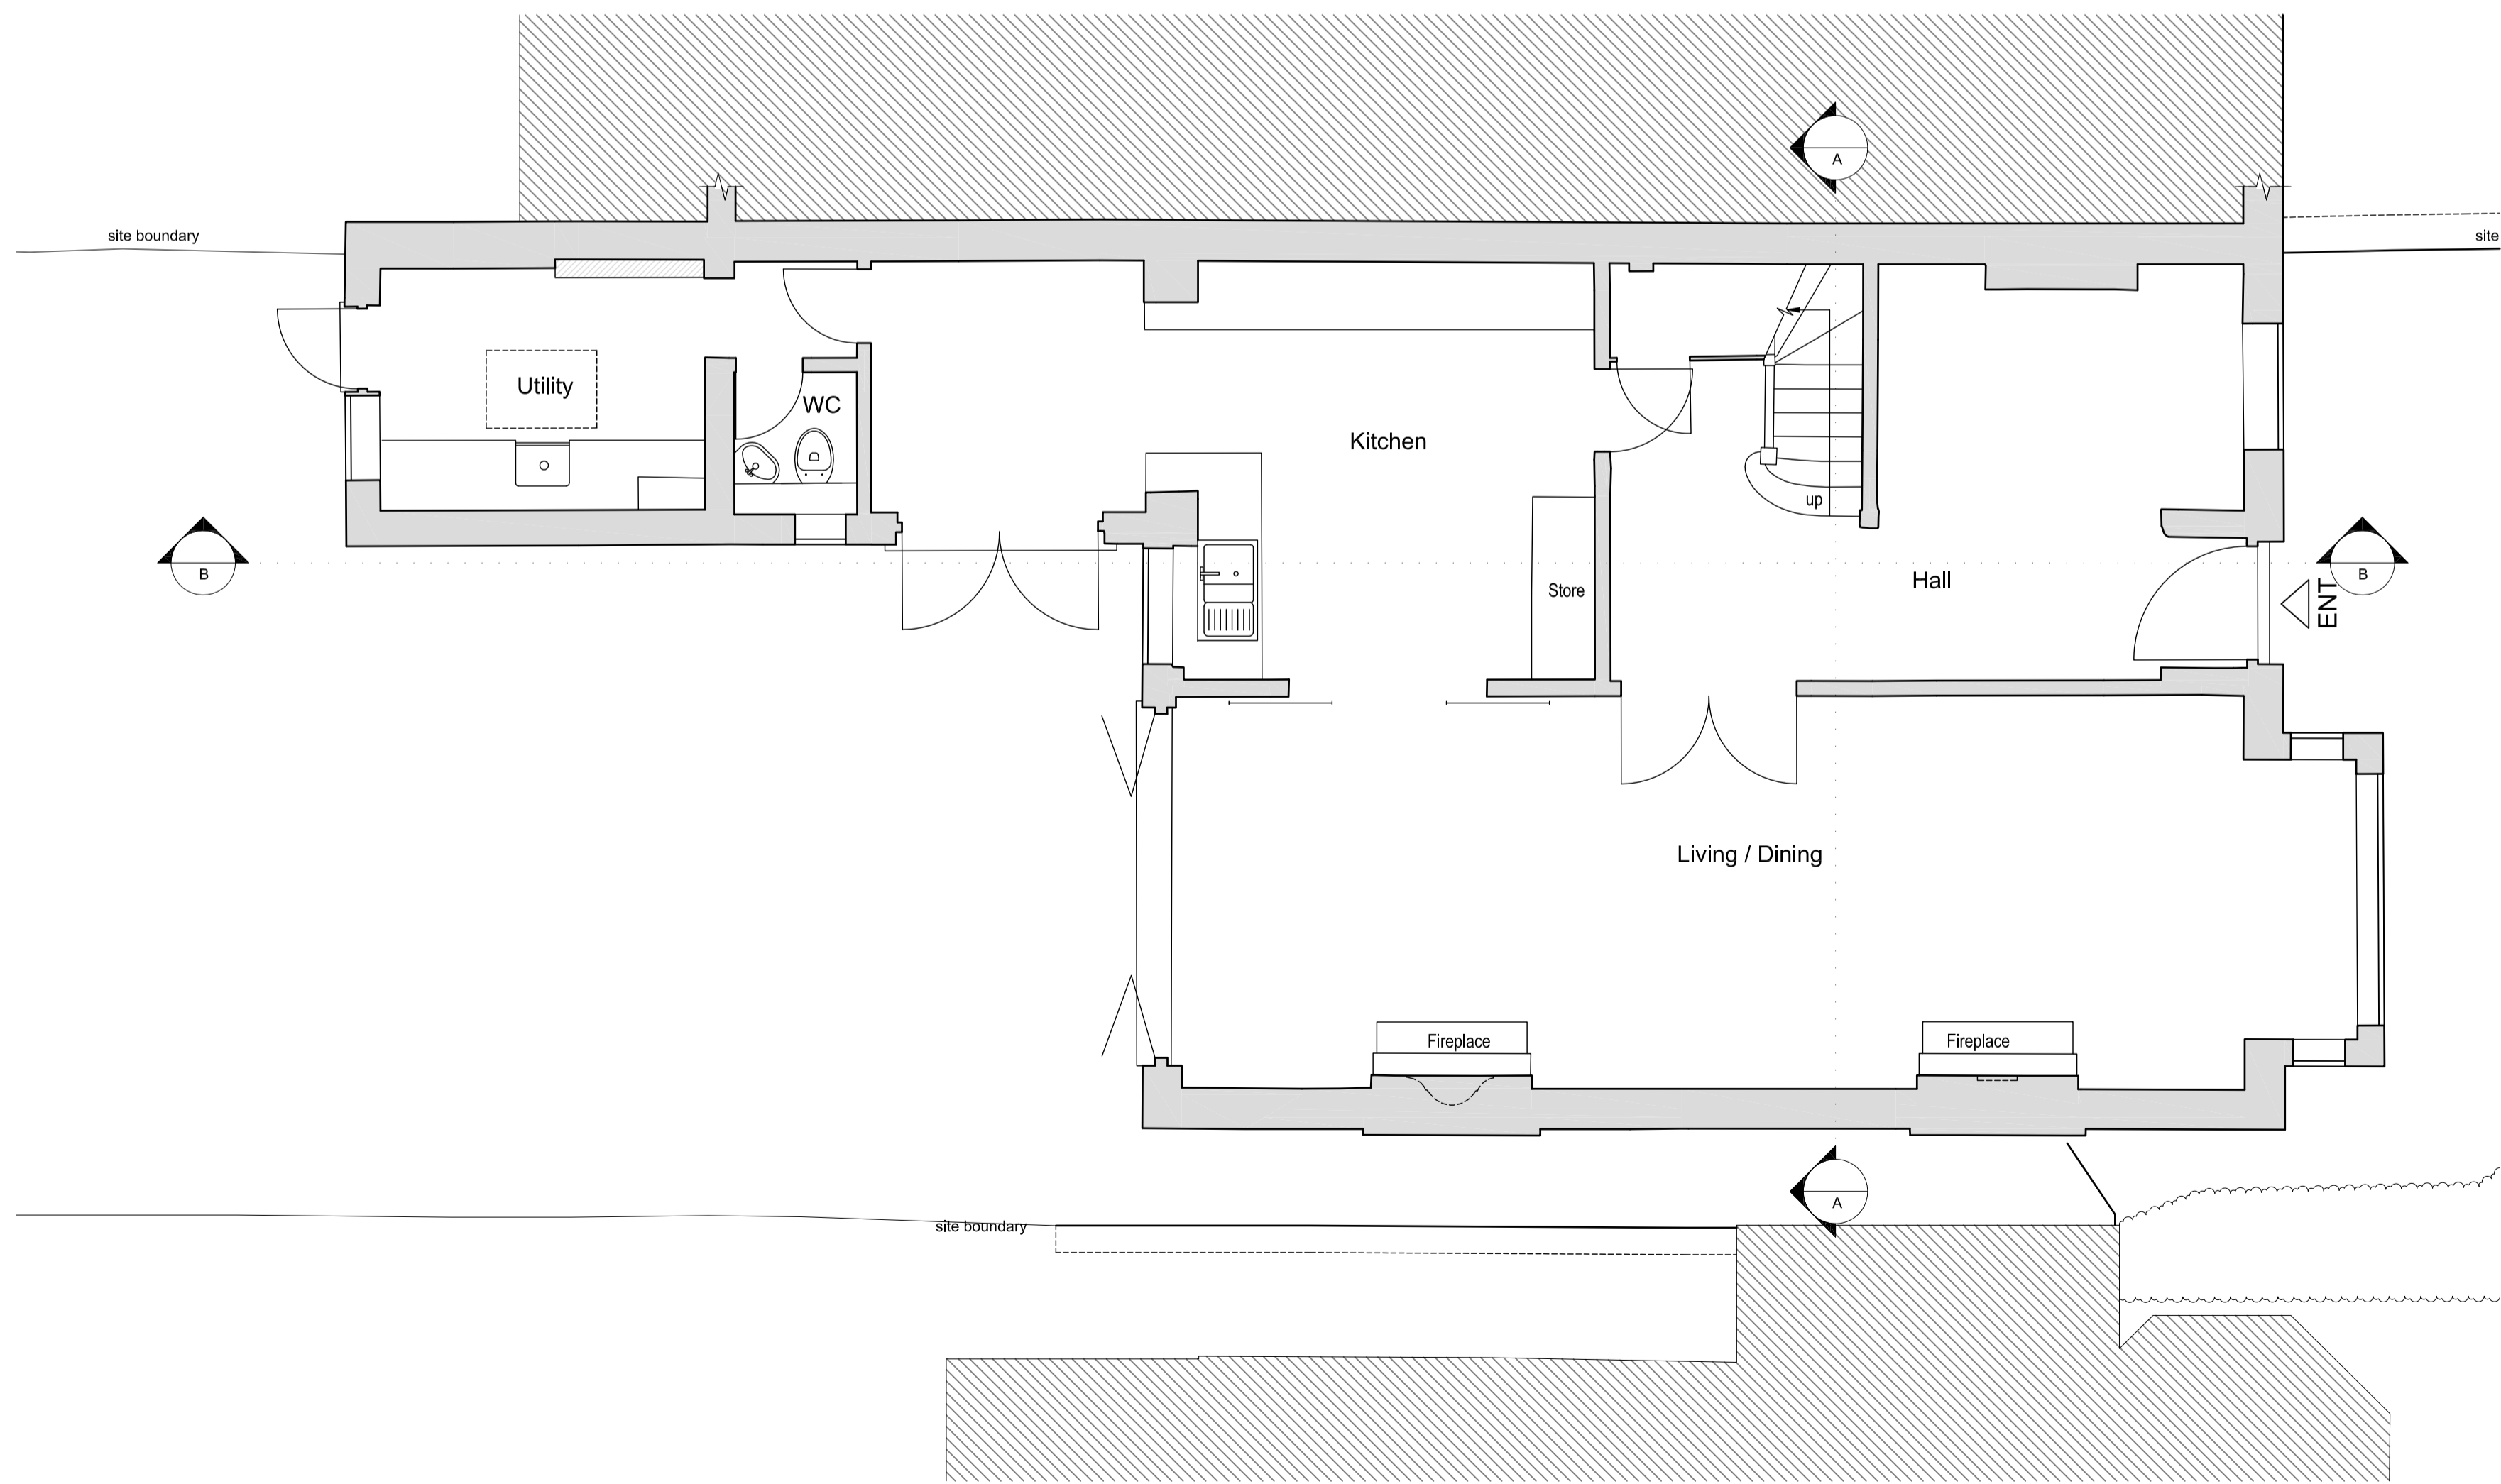 A
site boundary
site
Utility
WC
Kitchen
up
B
Store
Hall
B
ENT
Living / Dining
Fireplace
Fireplace
A
site boundary